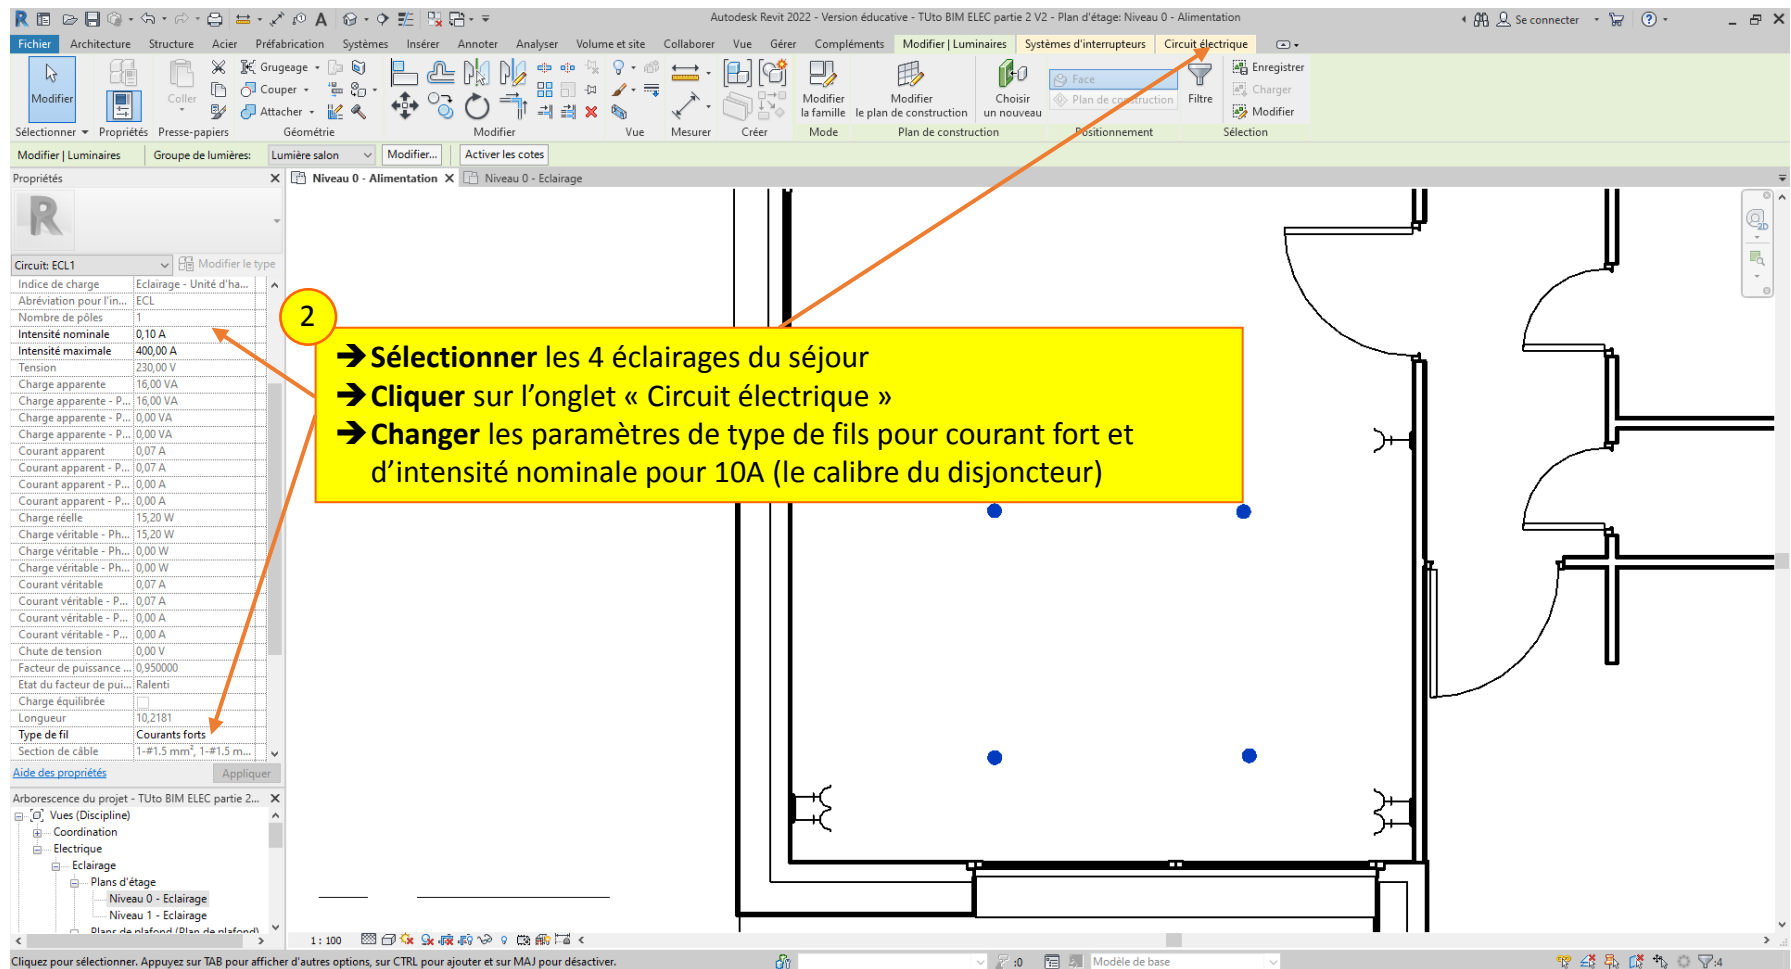 Autodesk Revit 2022 - Version éducative - TUto BIM ELEC partie 2 V2 - Plan d'étage: Niveau 0 - Alimentation
Se connecter
Fichier Architecture Structure Acier Préfabrication Systèmes Insérer Annoter Analyser Volume et site Collaborer Vue Gérer Compléments Modifier | Luminaires Systèmes d'interrupteurs Circuit électrique
Modifier
Coller
Grugeage
Couper
Attacher
Modifier la famille
Modifier le plan de construction
Choisir un nouveau
Face
Plan de construction
Filtre
Enregistrer
Charger
Modifier
Sélectionner Propriétés Presse-papiers Géométrie Modifier Vue Mesurer Créer Mode Plan de construction Positionnement Sélection
Modifier | Luminaires Groupe de lumières: Lumière salon Modifier... Activer les cotes
Propriétés
Niveau 0 - Alimentation Niveau 0 - Eclairage
2D
R
Circuit: ECL1 Modifier le type
Indice de charge Eclairage - Unité d'ha...
Abréviation pour l'in... ECL
Nombre de pôles 1
Intensité nominale 0,10 A
Intensité maximale 400,00 A
Tension 230,00 V
Charge apparente 16,00 VA
Charge apparente - P... 16,00 VA
Charge apparente - P... 0,00 VA
Charge apparente - P... 0,00 VA
Courant apparent 0,07 A
Courant apparent - P... 0,07 A
Courant apparent - P... 0,00 A
Courant apparent - P... 0,00 A
Charge réelle 15,20 W
Charge véritable - Ph... 15,20 W
Charge véritable - Ph... 0,00 W
Charge véritable - Ph... 0,00 W
Courant véritable 0,07 A
Courant véritable - P... 0,07 A
Courant véritable - P... 0,00 A
Courant véritable - P... 0,00 A
Chute de tension 0,00 V
Facteur de puissance ... 0,950000
Etat du facteur de pui... Ralenti
Charge équilibrée
Longueur 10,2181
Type de fil Courants forts
Section de câble 1-#1.5 mm², 1-#1.5 m...
Aide des propriétés Appliquer
2
➔ Sélectionner les 4 éclairages du séjour
➔ Cliquer sur l'onglet « Circuit électrique »
➔ Changer les paramètres de type de fils pour courant fort et
d'intensité nominale pour 10A (le calibre du disjoncteur)
Arborescence du projet - TUto BIM ELEC partie 2...
Vues (Discipline)
Coordination
Electrique
Eclairage
Plans d'étage
Niveau 0 - Eclairage
Niveau 1 - Eclairage
Plans de plafond (Plan de plafond)
1 : 100
Cliquez pour sélectionner. Appuyez sur TAB pour afficher d'autres options, sur CTRL pour ajouter et sur MAJ pour désactiver.
:0 Modèle de base :4